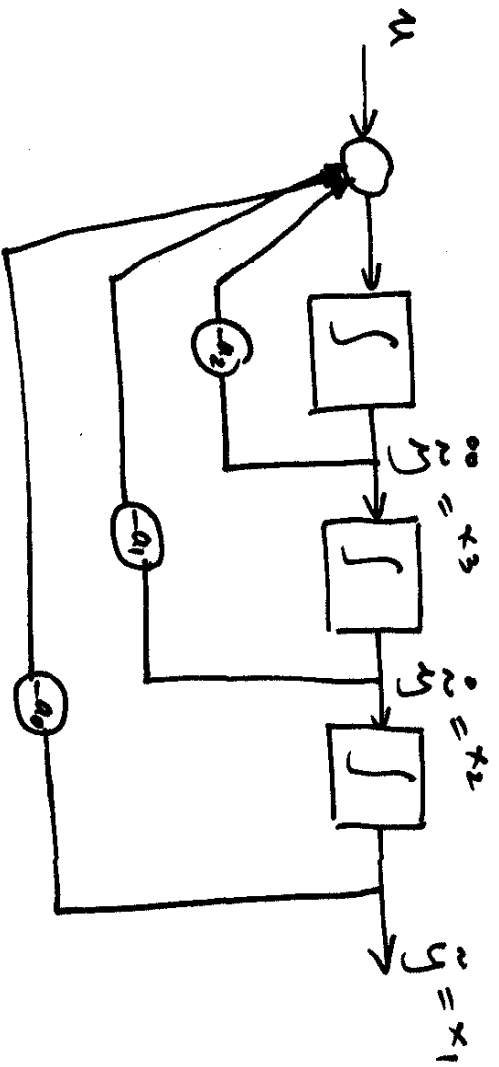 u
∫
∫
∫
ÿ̃ = x₃
ẏ̃ = x₂
ỹ = x₁
-a₂
-a₁
-a₀